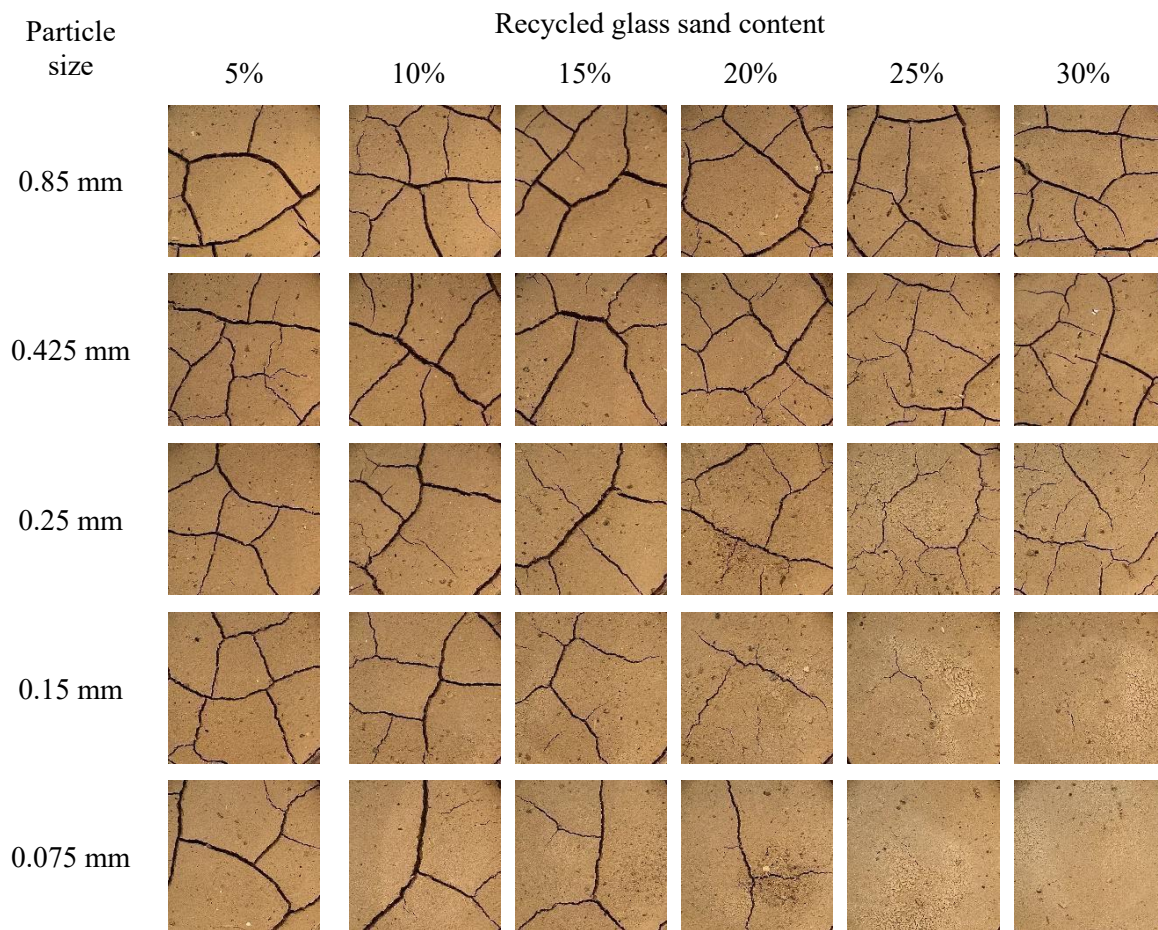 Recycled glass sand content
Particle
size
5% 10% 15% 20% 25% 30%
0.85 mm
0.425 mm
0.25 mm
0.15 mm
0.075 mm